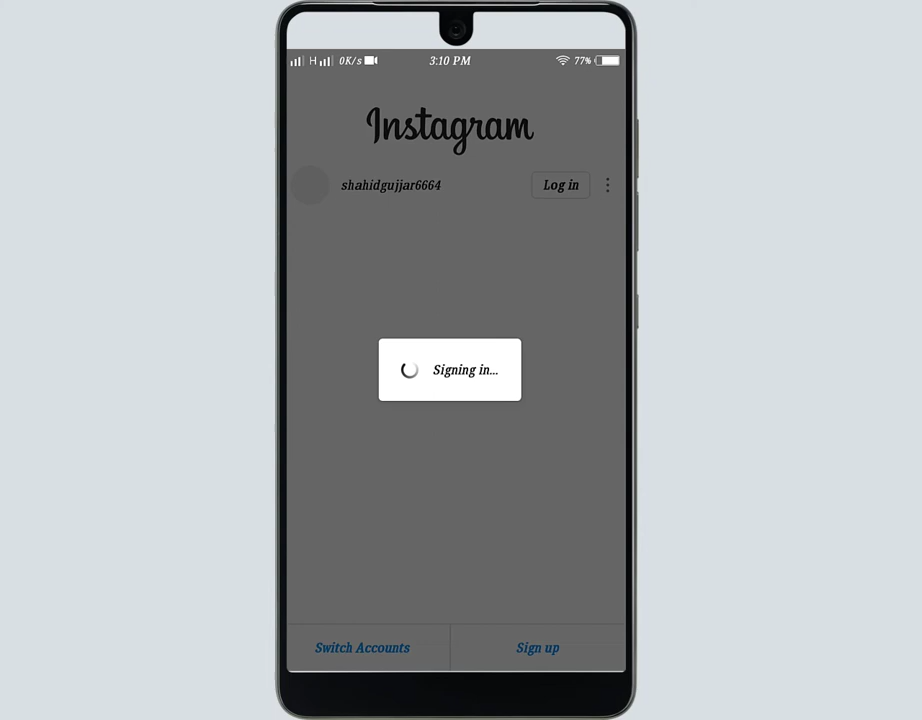 H 0K/s 3:10 PM 77%
Instagram
shahidgujjar6664 Log in
Signing in...
Switch Accounts Sign up